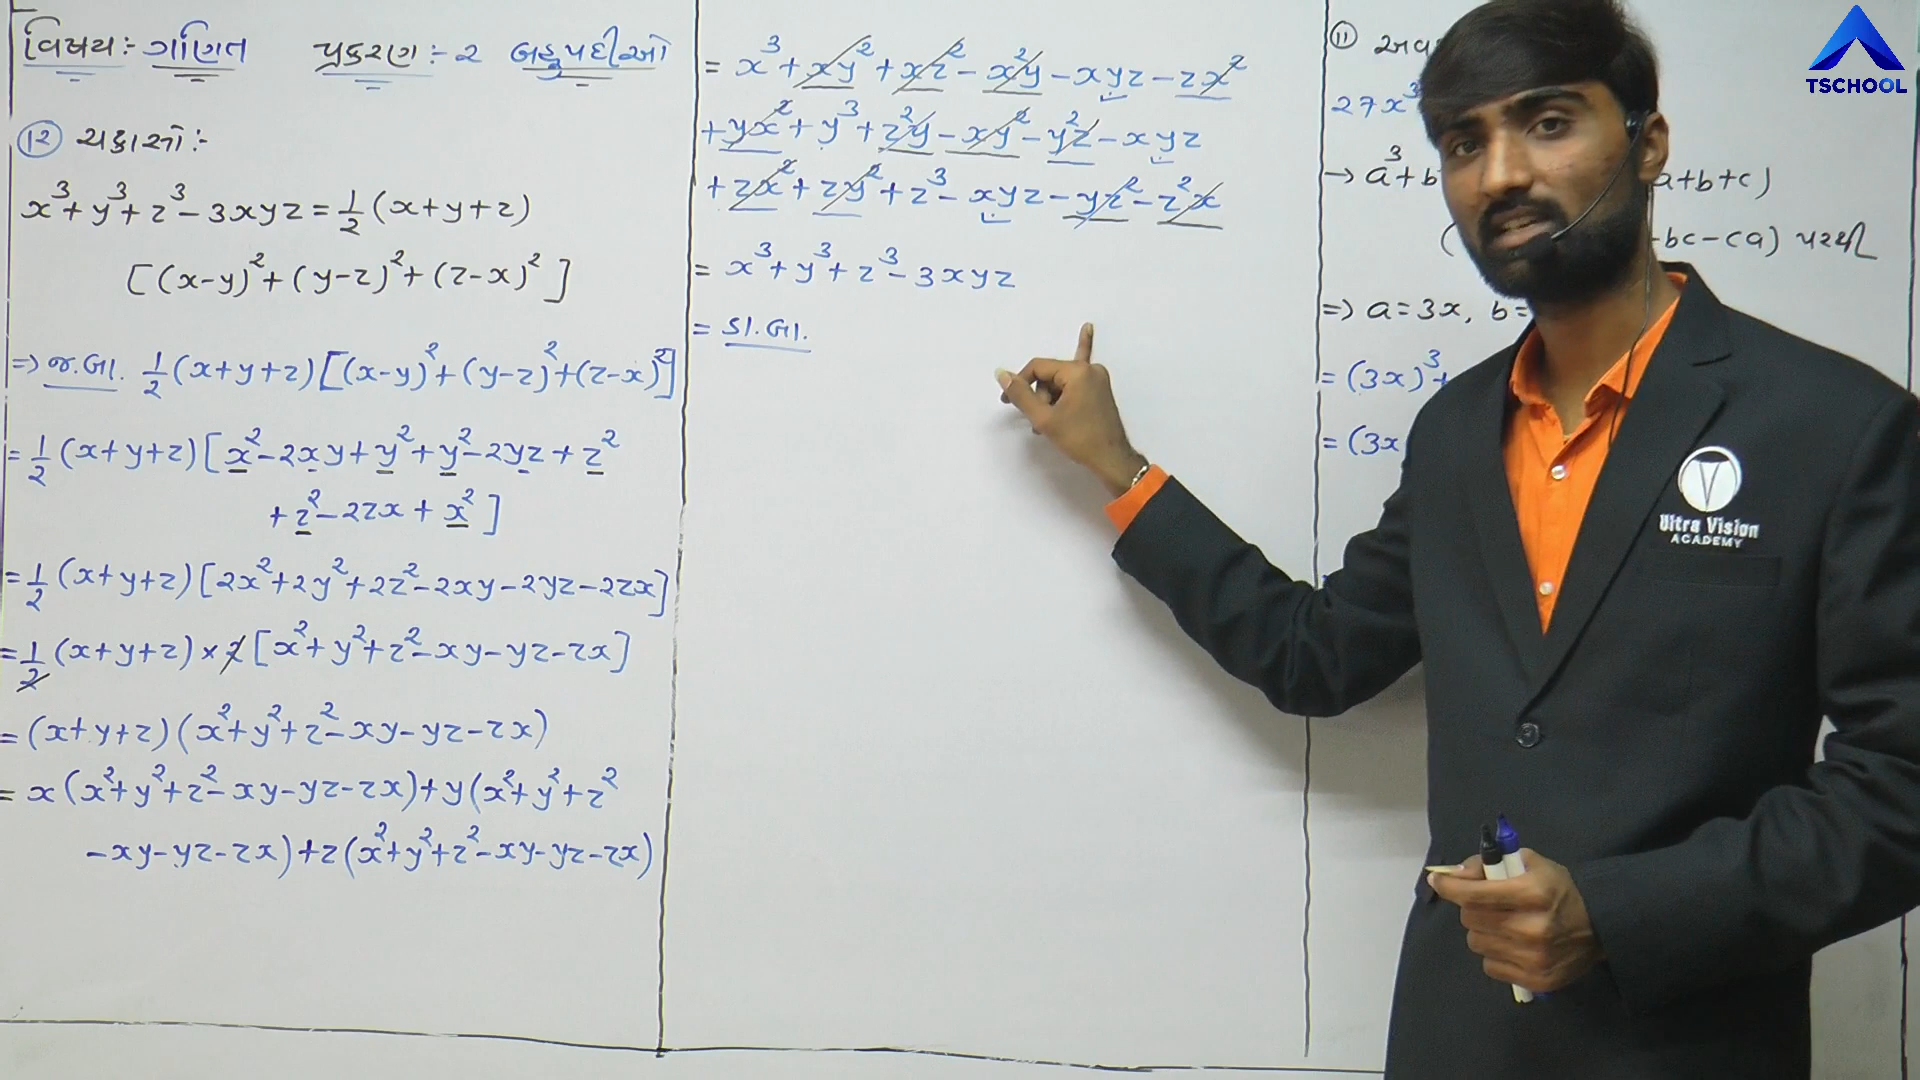 વિષય:- ગણિત પ્રકરણ:- ૨ બહુપદીઓ
(૧૨) ચકાસો:-
x³+y³+z³-3xyz=1/2(x+y+z)
[(x-y)²+(y-z)²+(z-x)²]
=> જ.બા. 1/2(x+y+z)[(x-y)²+(y-z)²+(z-x)²]
=1/2(x+y+z)[x²-2xy+y²+y²-2yz+z²
+z²-2zx+x²]
=1/2(x+y+z)[2x²+2y²+2z²-2xy-2yz-2zx]
=1/2(x+y+z)×2[x²+y²+z²-xy-yz-zx]
=(x+y+z)(x²+y²+z²-xy-yz-zx)
=x(x²+y²+z²-xy-yz-zx)+y(x²+y²+z²
-xy-yz-zx)+z(x²+y²+z²-xy-yz-zx)
=x³+xy²+xz²-x²y-xyz-zx²
+yx²+y³+z²y-xy²-y²z-xyz
+zx²+zy²+z³-xyz-yz²-z²x
=x³+y³+z³-3xyz
=ડા.બા.
(11)
27x³
→ a³+b a+b+c)
( -bc-ca) પરથી
=> a=3x, b=
=(3x)³+
=(3x
TSCHOOL
Ultra Vision
ACADEMY